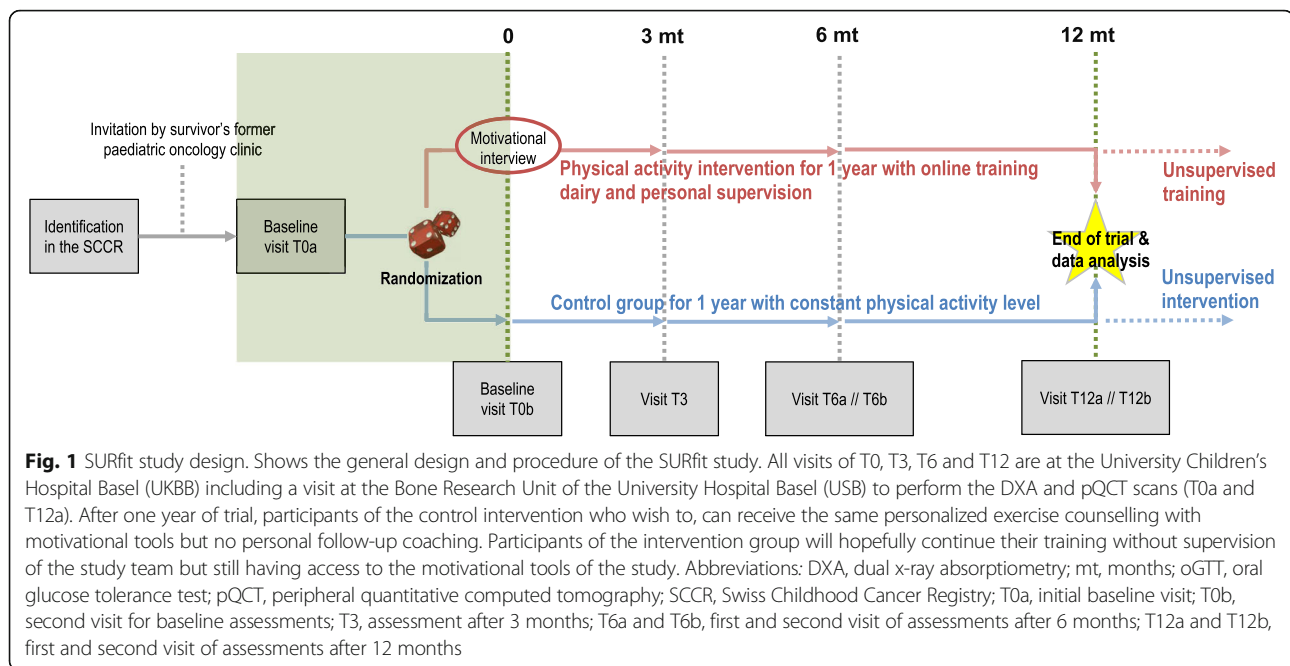 0
3 mt
6 mt
12 mt
Invitation by survivor's former
paediatric oncology clinic
Motivational
interview
Physical activity intervention for 1 year with online training
dairy and personal supervision
Unsupervised
training
Identification
in the SCCR
Baseline
visit T0a
Randomization
End of trial &
data analysis
Control group for 1 year with constant physical activity level
Unsupervised
intervention
Baseline
visit T0b
Visit T3
Visit T6a // T6b
Visit T12a // T12b
Fig. 1 SURfit study design. Shows the general design and procedure of the SURfit study. All visits of T0, T3, T6 and T12 are at the University Children's
Hospital Basel (UKBB) including a visit at the Bone Research Unit of the University Hospital Basel (USB) to perform the DXA and pQCT scans (T0a and
T12a). After one year of trial, participants of the control intervention who wish to, can receive the same personalized exercise counselling with
motivational tools but no personal follow-up coaching. Participants of the intervention group will hopefully continue their training without supervision
of the study team but still having access to the motivational tools of the study. Abbreviations: DXA, dual x-ray absorptiometry; mt, months; oGTT, oral
glucose tolerance test; pQCT, peripheral quantitative computed tomography; SCCR, Swiss Childhood Cancer Registry; T0a, initial baseline visit; T0b,
second visit for baseline assessments; T3, assessment after 3 months; T6a and T6b, first and second visit of assessments after 6 months; T12a and T12b,
first and second visit of assessments after 12 months